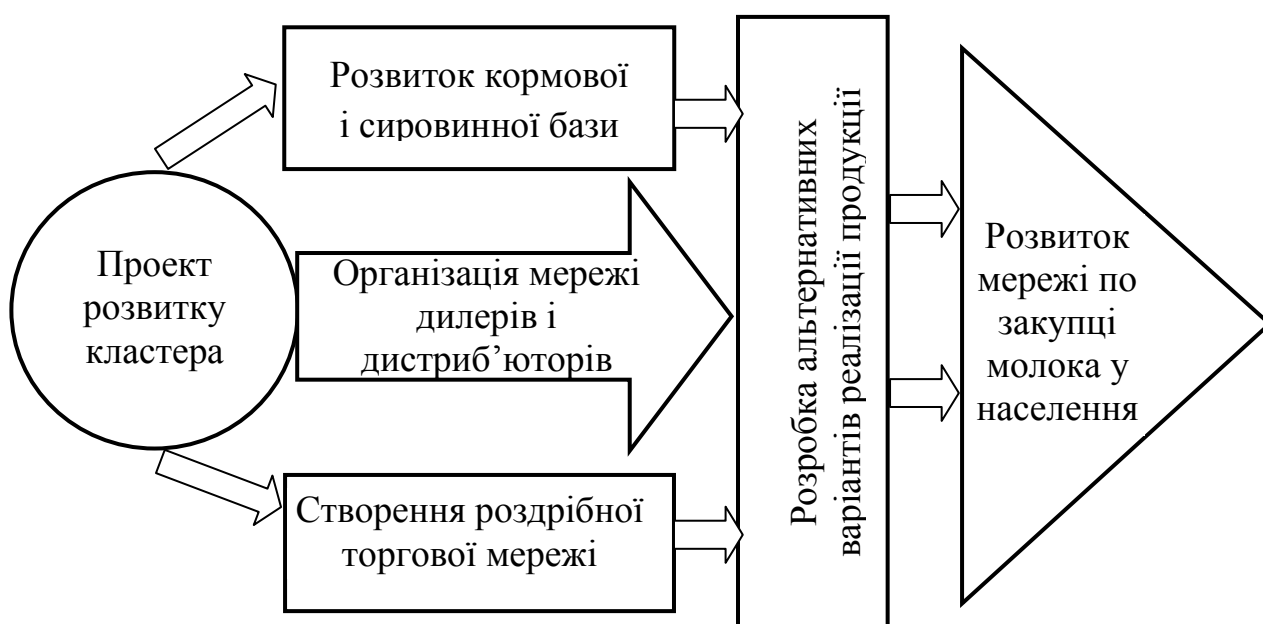 Проект
розвитку
кластера
Розвиток кормової
і сировинної бази
Організація мережі
дилерів і
дистриб’юторів
Створення роздрібної
торгової мережі
Розробка альтернативних
варіантів реалізації продукції
Розвиток
мережі по
закупці
молока у
населення